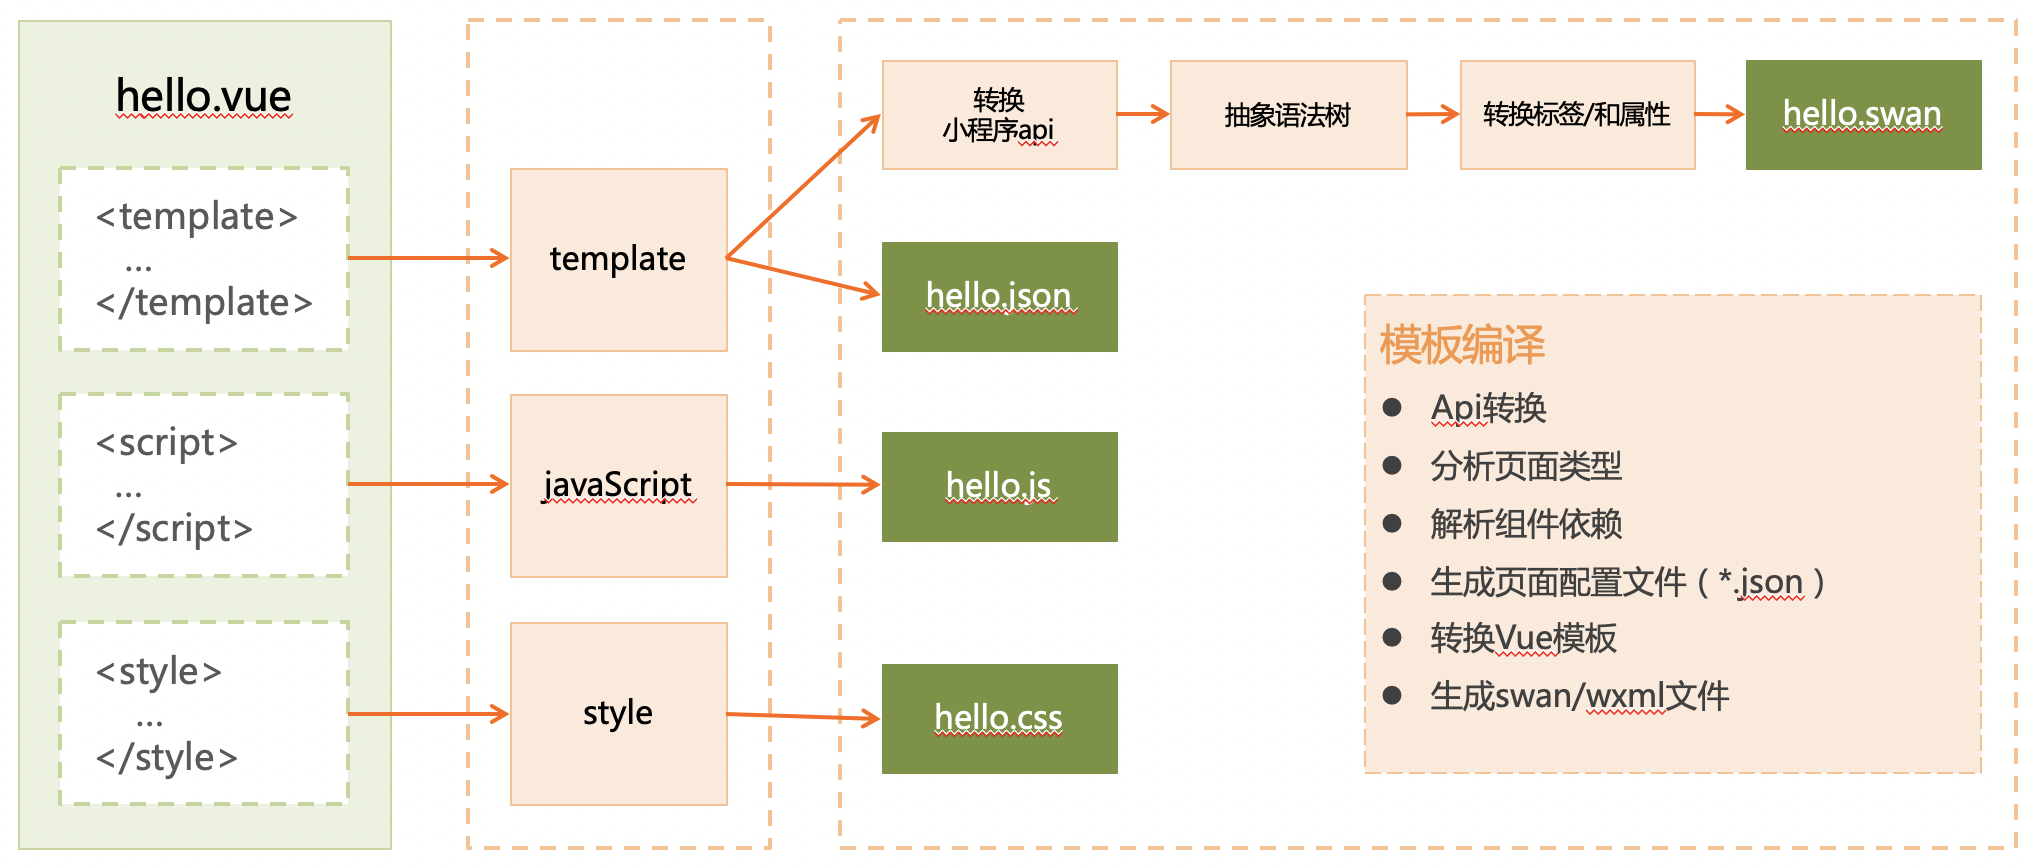 hello.vue
<template>
...
</template>
<script>
...
</script>
<style>
...
</style>
template
javaScript
style
转换
小程序api
抽象语法树
转换标签/和属性
hello.swan
hello.json
hello.js
hello.css
模板编译
● Api转换
● 分析页面类型
● 解析组件依赖
● 生成页面配置文件（*.json）
● 转换Vue模板
● 生成swan/wxml文件